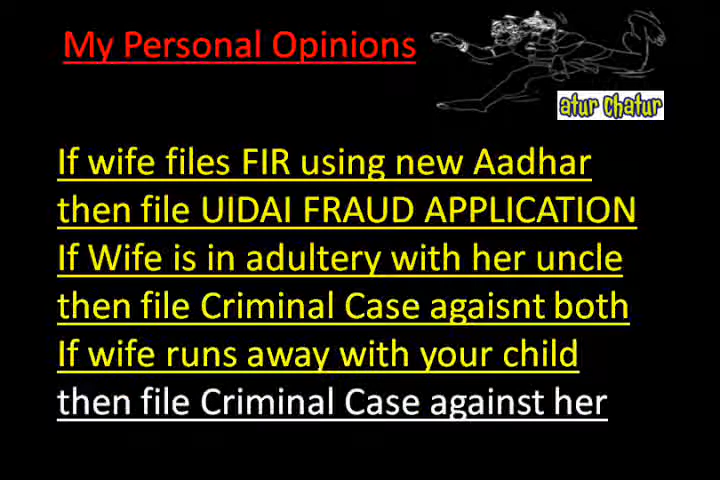 My Personal Opinions
atur chatur
If wife files FIR using new Aadhar
then file UIDAI FRAUD APPLICATION
If Wife is in adultery with her uncle
then file Criminal Case agaisnt both
If wife runs away with your child
then file Criminal Case against her